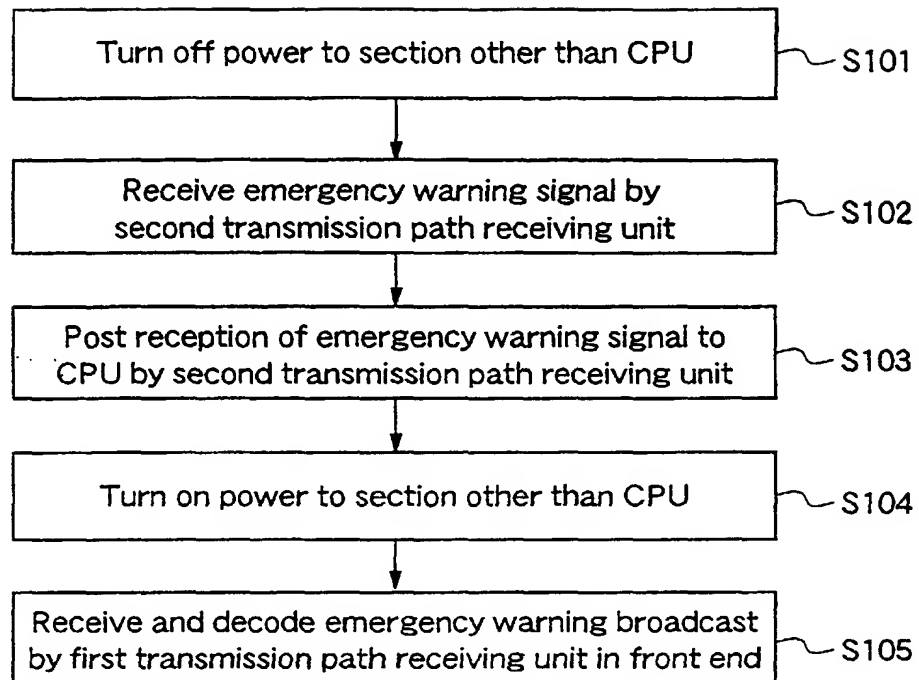 Turn off power to section other than CPU
S101
Receive emergency warning signal by
second transmission path receiving unit
S102
Post reception of emergency warning signal to
CPU by second transmission path receiving unit
S103
Turn on power to section other than CPU
S104
Receive and decode emergency warning broadcast
by first transmission path receiving unit in front end
S105